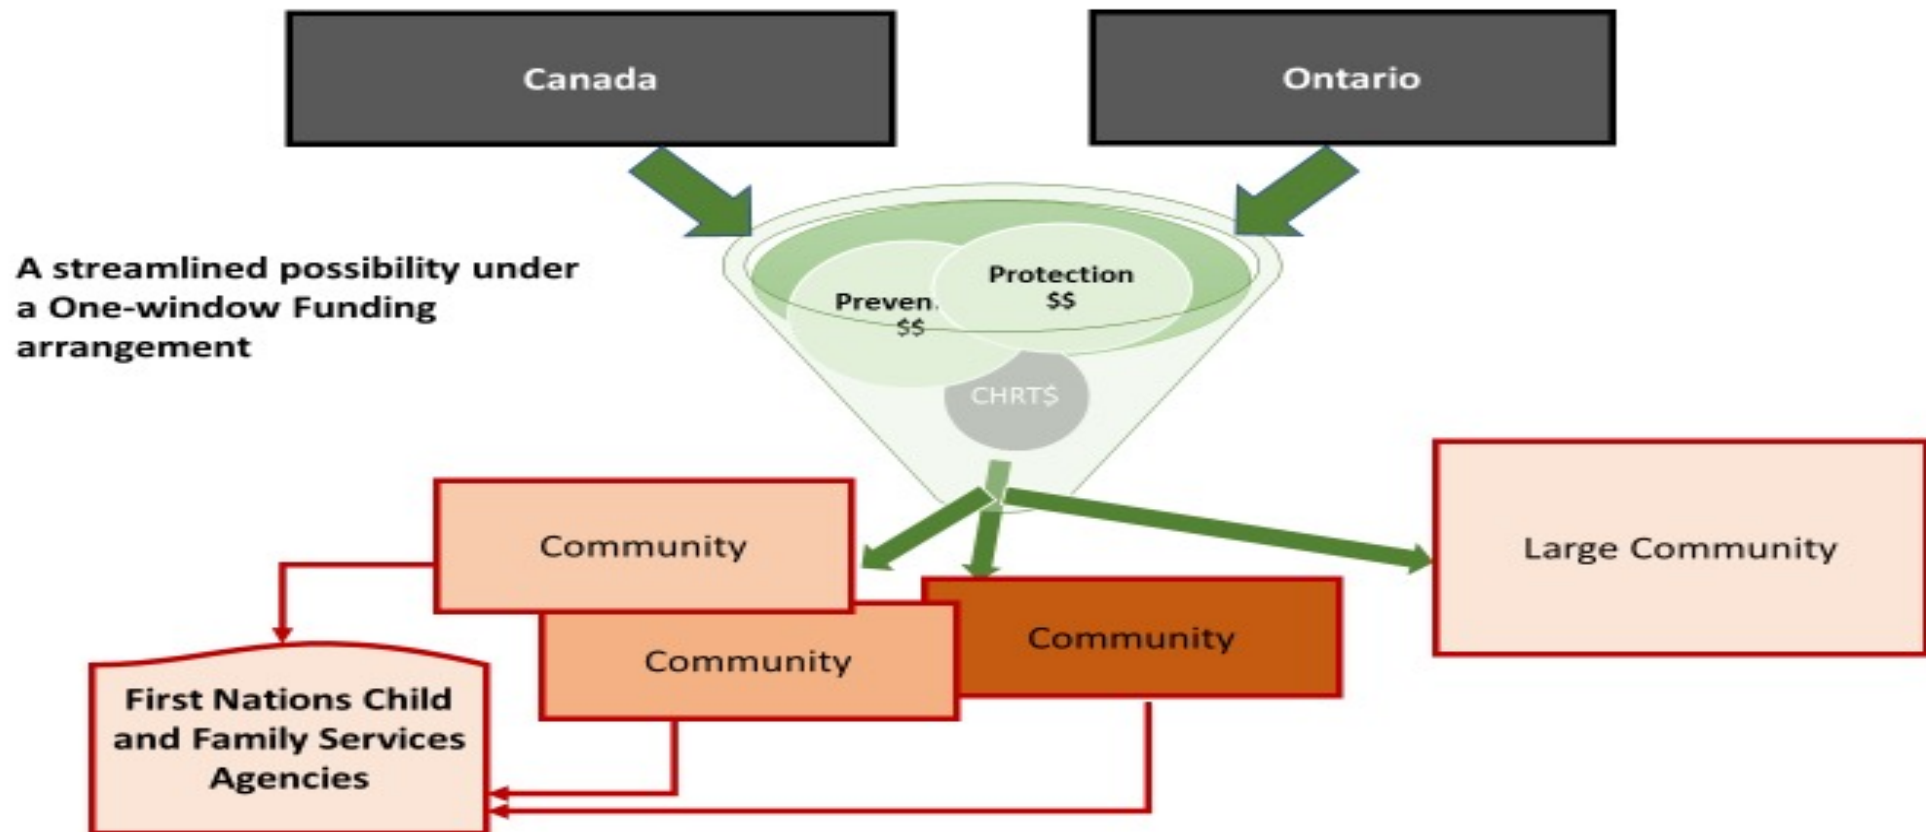 Canada
Ontario
A streamlined possibility under
a One-window Funding
arrangement
Protection
$$
Preven.
$$
CHRT$
Community
Large Community
Community
Community
First Nations Child
and Family Services
Agencies